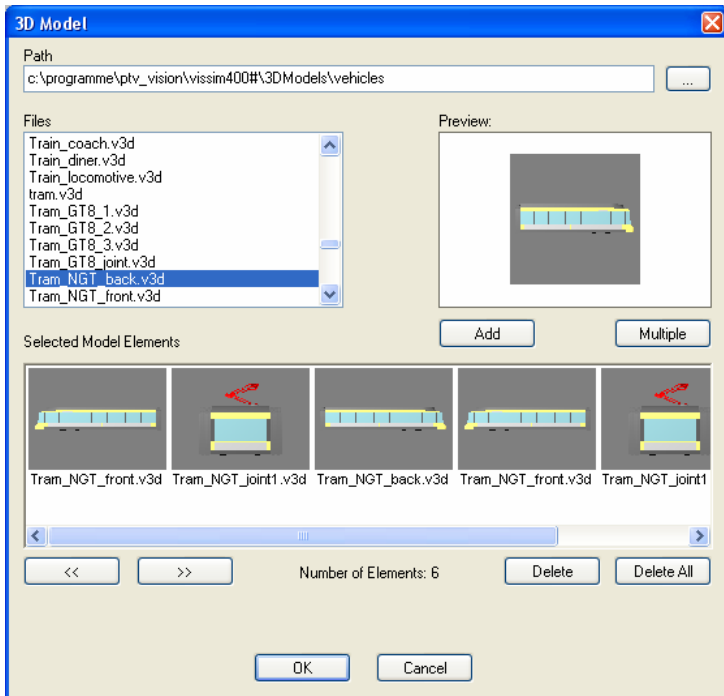 3D Model
Path
c:\programme\ptv_vision\vissim400#\3DModels\vehicles
...
Files
Preview:
Train_coach.v3d
Train_diner.v3d
Train_locomotive.v3d
tram.v3d
Tram_GT8_1.v3d
Tram_GT8_2.v3d
Tram_GT8_3.v3d
Tram_GT8_joint.v3d
Tram_NGT_back.v3d
Tram_NGT_front.v3d
Add
Multiple
Selected Model Elements
Tram_NGT_front.v3d Tram_NGT_joint1.v3d Tram_NGT_back.v3d Tram_NGT_front.v3d Tram_NGT_joint1
<< >> Number of Elements: 6 Delete Delete All
OK Cancel